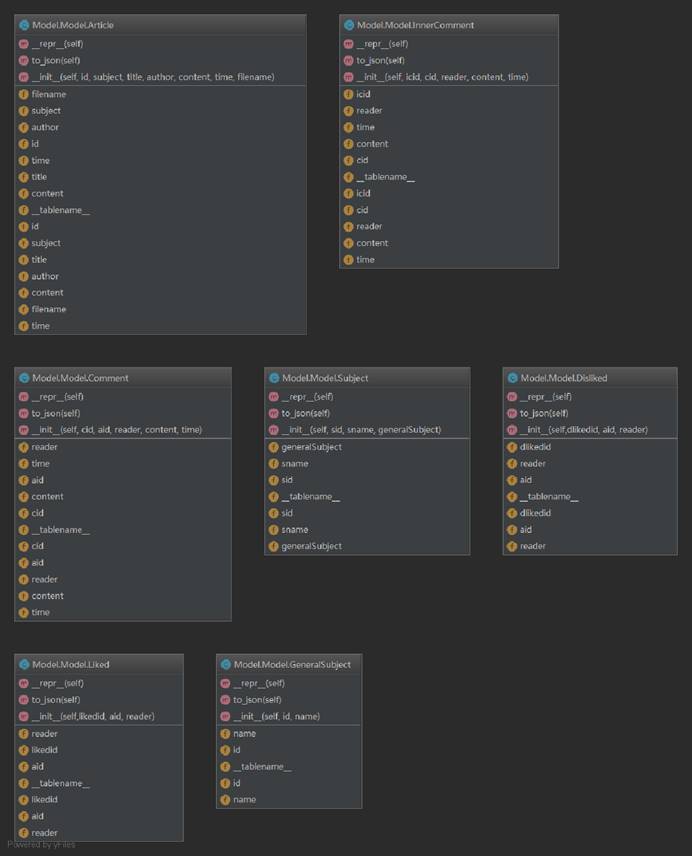 Model.Model.Article
__repr__(self)
to_json(self)
__init__(self, id, subject, title, author, content, time, filename)
filename
subject
author
id
time
title
content
__tablename__
id
subject
title
author
content
filename
time
Model.Model.InnerComment
__repr__(self)
to_json(self)
__init__(self, icid, cid, reader, content, time)
icid
reader
time
content
cid
__tablename__
icid
cid
reader
content
time
Model.Model.Comment
__repr__(self)
to_json(self)
__init__(self, cid, aid, reader, content, time)
reader
time
aid
content
cid
__tablename__
cid
aid
reader
content
time
Model.Model.Subject
__repr__(self)
to_json(self)
__init__(self, sid, sname, generalSubject)
generalSubject
sname
sid
__tablename__
sid
sname
generalSubject
Model.Model.Disliked
__repr__(self)
to_json(self)
__init__(self,dlikedid, aid, reader)
dlikedid
reader
aid
__tablename__
dlikedid
aid
reader
Model.Model.Liked
__repr__(self)
to_json(self)
__init__(self,likedid, aid, reader)
reader
likedid
aid
__tablename__
likedid
aid
reader
Model.Model.GeneralSubject
__repr__(self)
to_json(self)
__init__(self, id, name)
name
id
__tablename__
id
name
Powered by yFiles